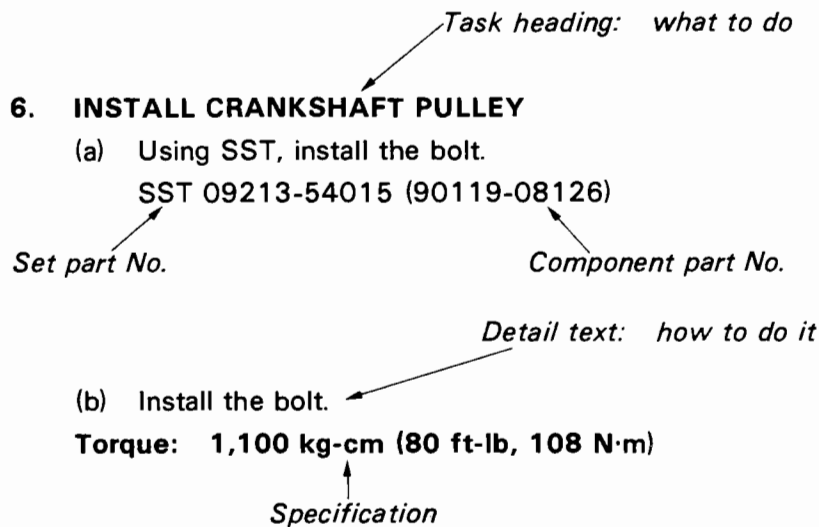 Task heading: what to do
6. INSTALL CRANKSHAFT PULLEY
(a) Using SST, install the bolt.
SST 09213-54015 (90119-08126)
Set part No. Component part No.
Detail text: how to do it
(b) Install the bolt.
Torque: 1,100 kg-cm (80 ft-lb, 108 N·m)
Specification